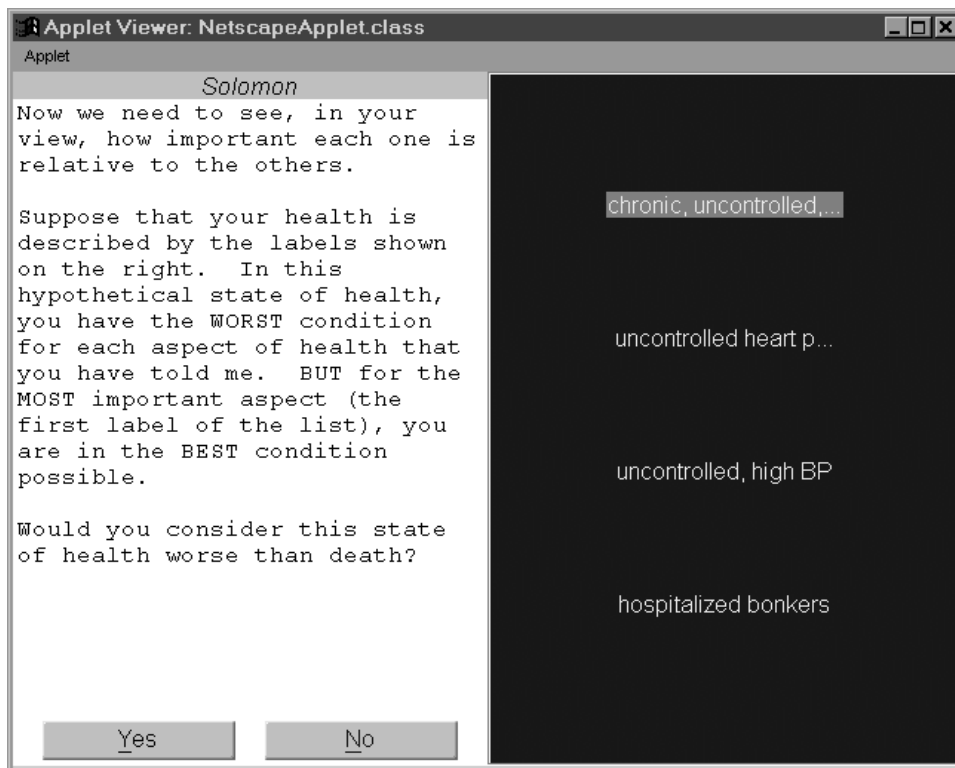 Applet Viewer: NetscapeApplet.class
Applet
Solomon
Now we need to see, in your
view, how important each one is
relative to the others.
Suppose that your health is
described by the labels shown
on the right. In this
hypothetical state of health,
you have the WORST condition
for each aspect of health that
you have told me. BUT for the
MOST important aspect (the
first label of the list), you
are in the BEST condition
possible.
Would you consider this state
of health worse than death?
Yes
No
chronic, uncontrolled,...
uncontrolled heart p...
uncontrolled, high BP
hospitalized bonkers